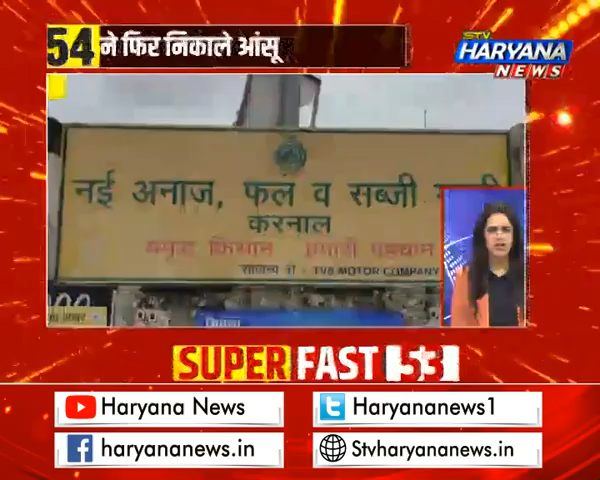 54 ने फिर निकाले आंसू
STV
HARYANA
NEWS
नई अनाज, फल व सब्जी
करनाल
समृद्ध किसान
TVS MOTOR COMPANY
SUPER FAST
Haryana News
Haryananews1
haryananews.in
Stvharyananews.in